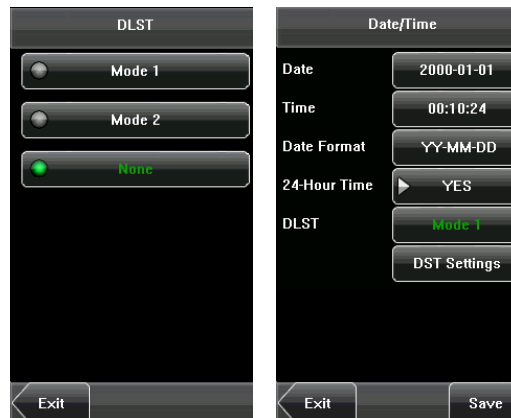 DLST
Mode 1
Mode 2
None
Exit
Date/Time
Date 2000-01-01
Time 00:10:24
Date Format YY-MM-DD
24-Hour Time YES
DLST Mode 1
DST Settings
Exit Save